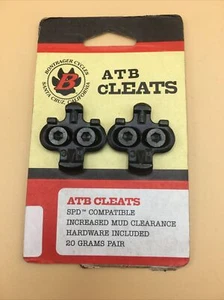 BONTRAGER CYCLES
SANTA CRUZ, CALIFORNIA
B
ATB
CLEATS
ATB CLEATS
SPD™ COMPATIBLE
INCREASED MUD CLEARANCE
HARDWARE INCLUDED
20 GRAMS PAIR